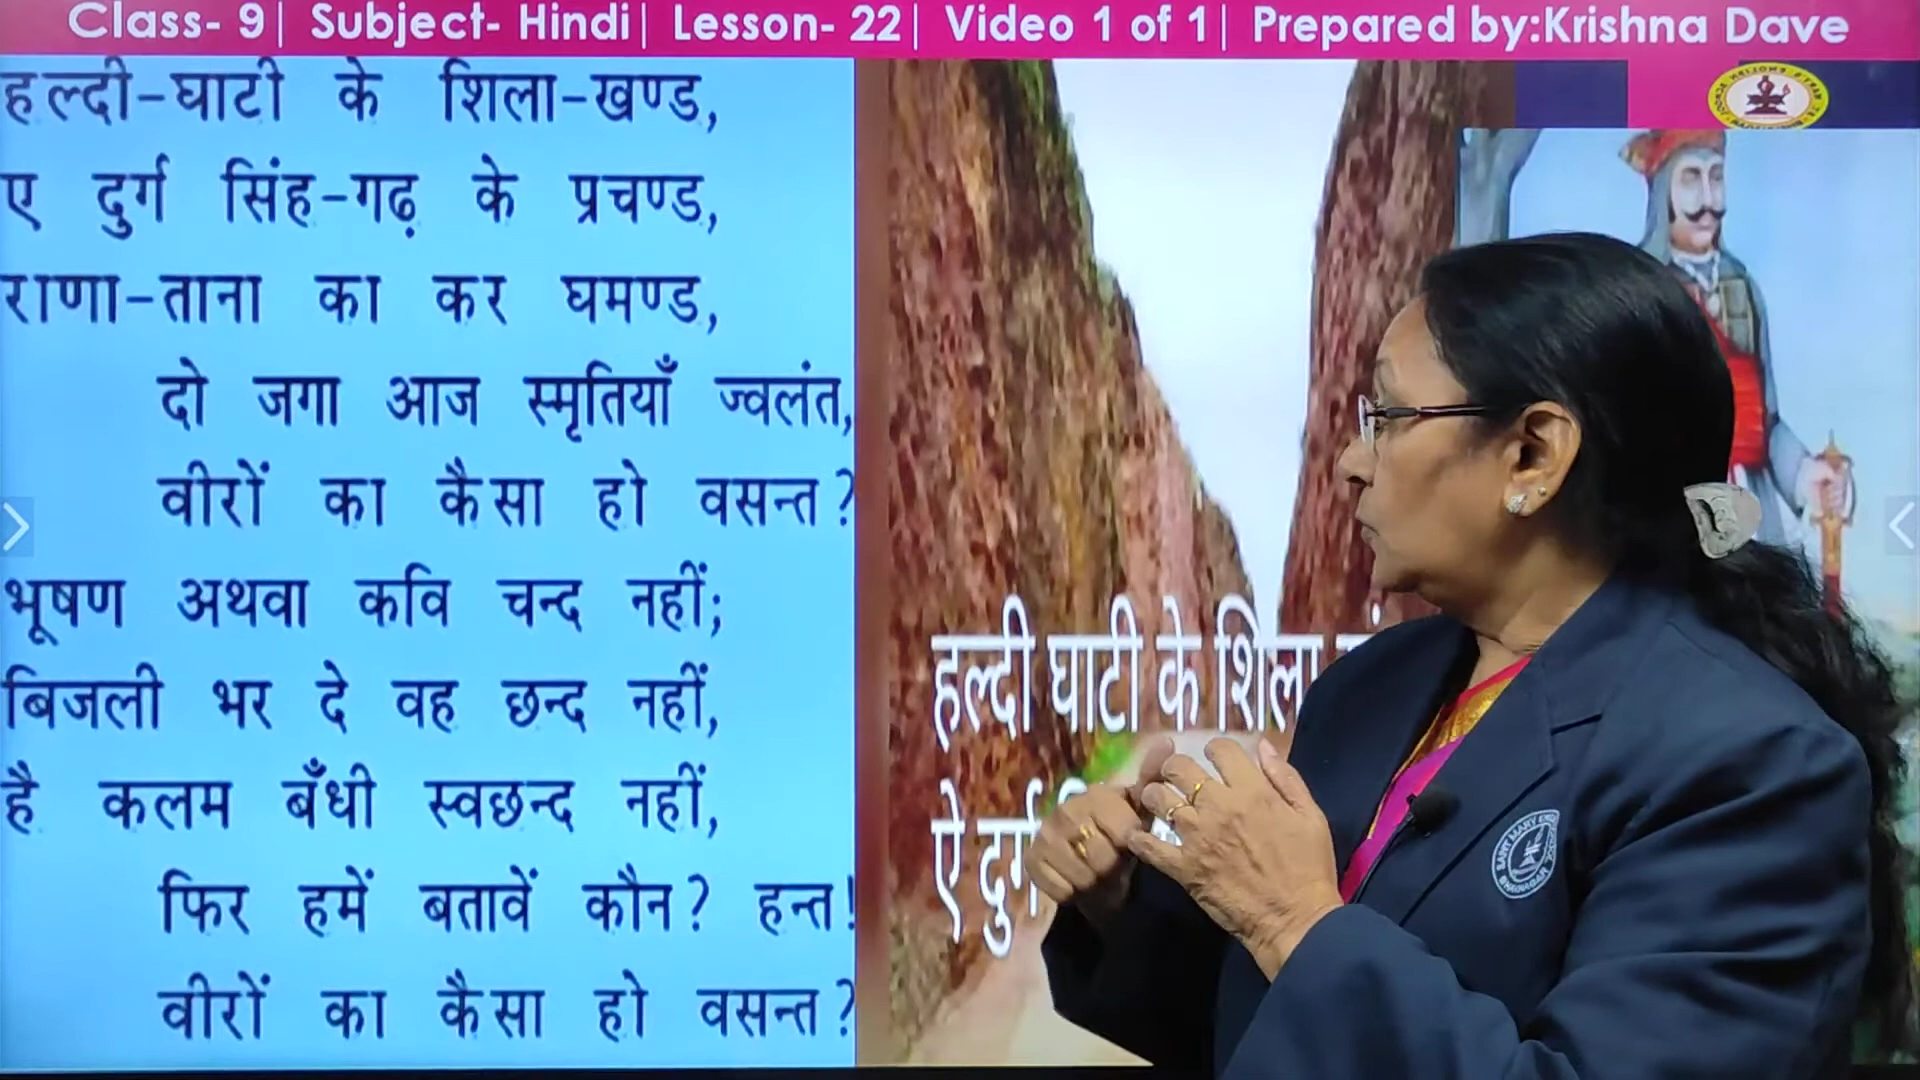 Class- 9| Subject- Hindi| Lesson- 22| Video 1 of 1| Prepared by:Krishna Dave
हल्दी-घाटी के शिला-खण्ड,
ए दुर्ग सिंह-गढ़ के प्रचण्ड,
राणा-ताना का कर घमण्ड,
दो जगा आज स्मृतियाँ ज्वलंत,
वीरों का कैसा हो वसन्त?
भूषण अथवा कवि चन्द नहीं;
बिजली भर दे वह छन्द नहीं,
है कलम बँधी स्वछन्द नहीं,
फिर हमें बतावें कौन? हन्त!
वीरों का कैसा हो वसन्त?
हल्दी घाटी के शिला
ऐ दुर्ग
SAINT MARY